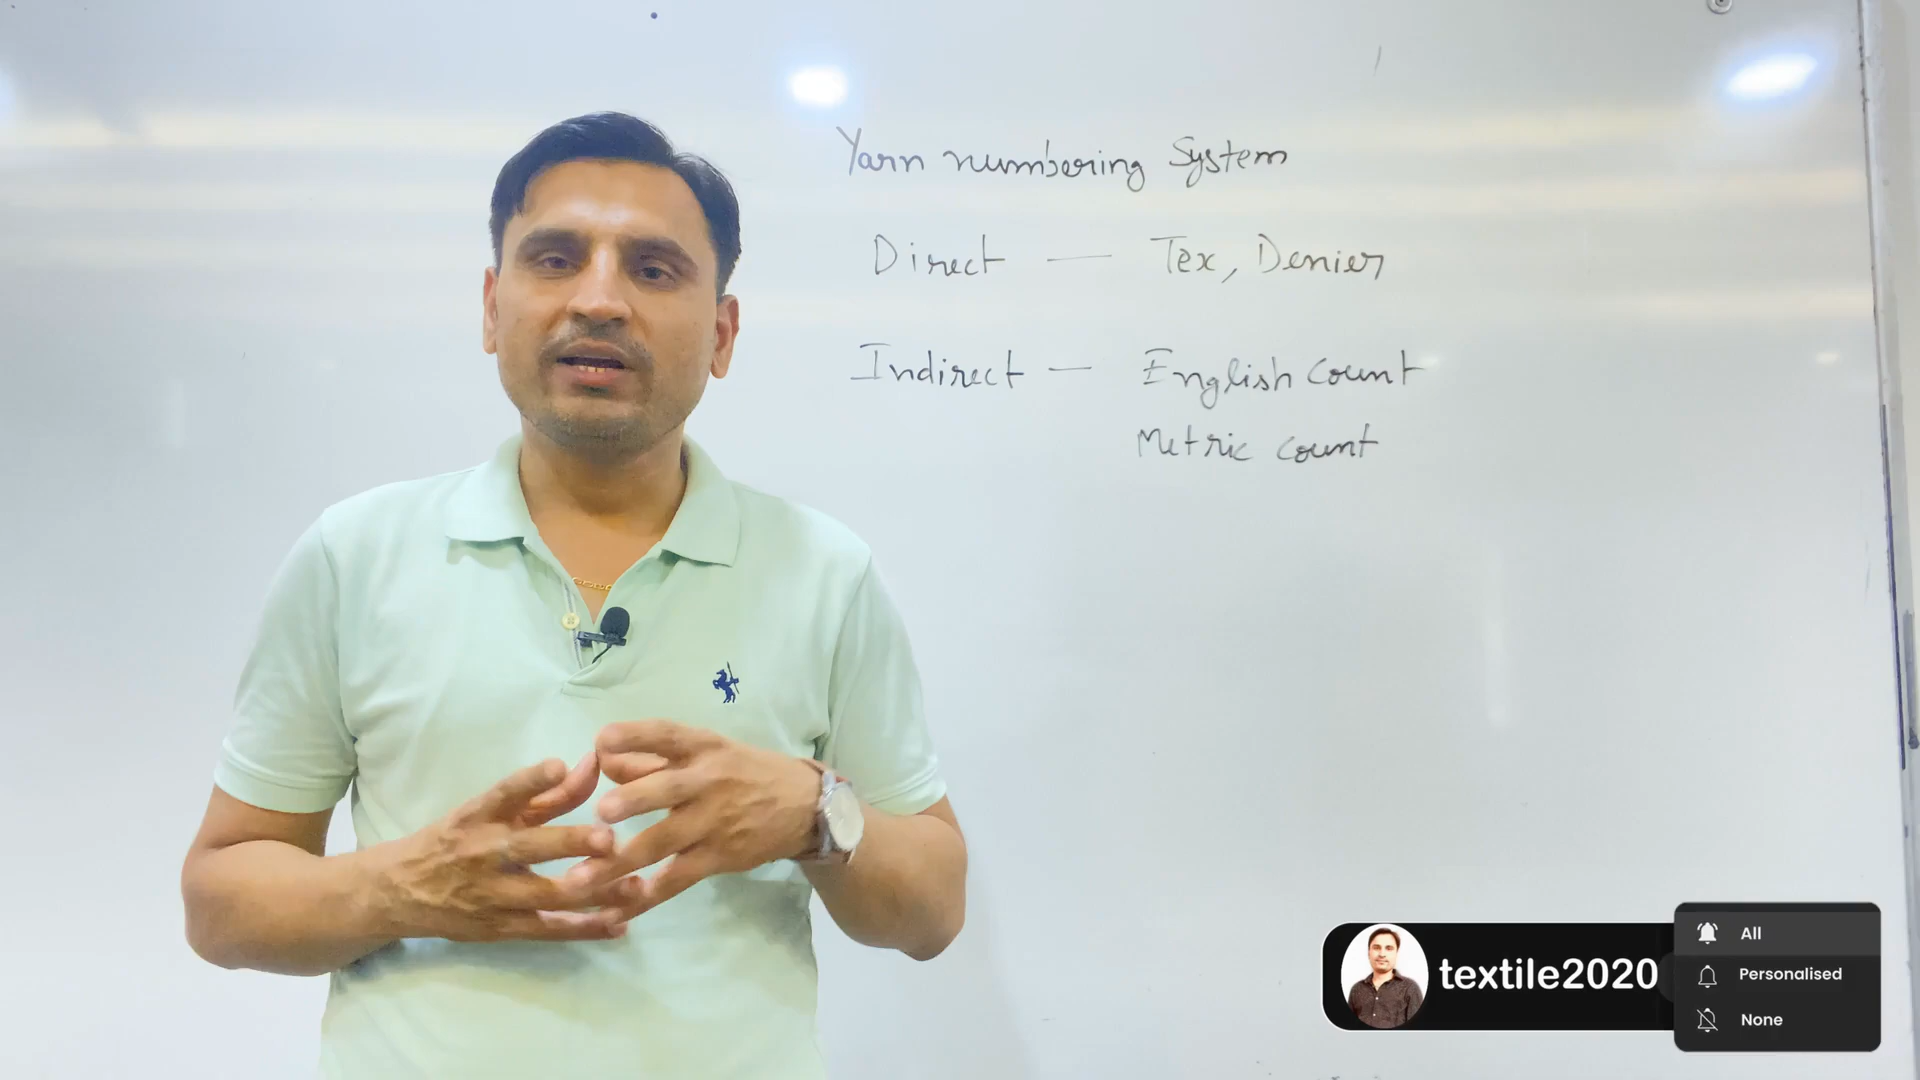 Yarn numbering System
Direct — Tex, Denier
Indirect — English Count
Metric count
textile2020
All
Personalised
None